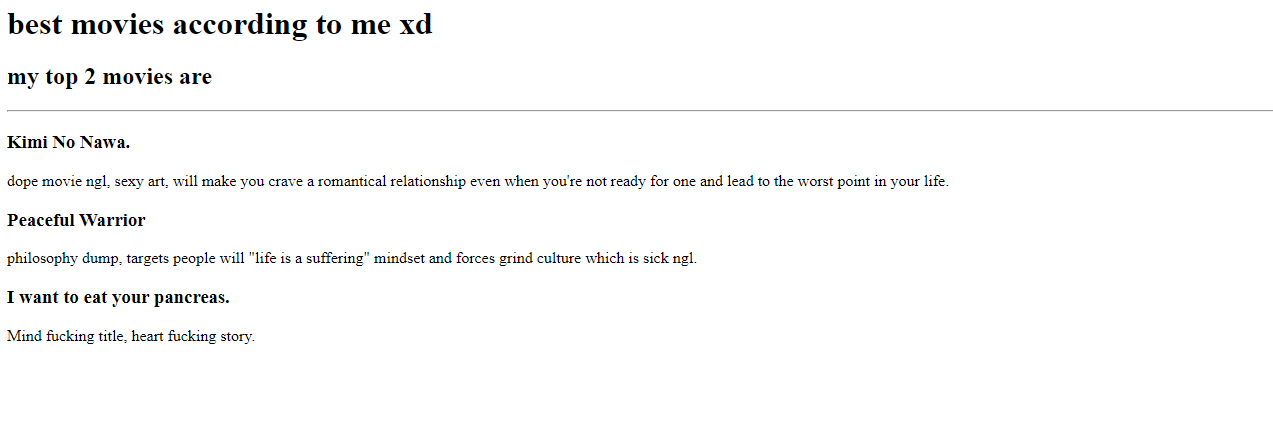 best movies according to me xd
my top 2 movies are
Kimi No Nawa.
dope movie ngl, sexy art, will make you crave a romantical relationship even when you're not ready for one and lead to the worst point in your life.
Peaceful Warrior
philosophy dump, targets people will "life is a suffering" mindset and forces grind culture which is sick ngl.
I want to eat your pancreas.
Mind fucking title, heart fucking story.